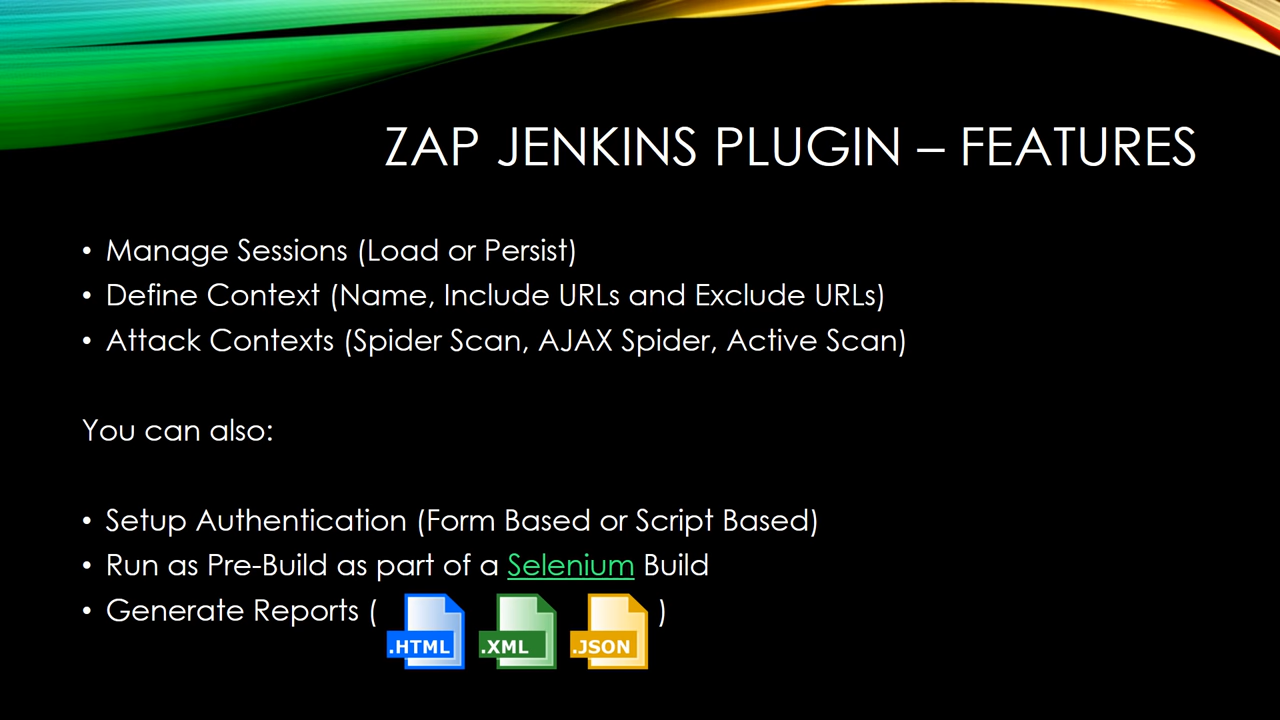 ZAP JENKINS PLUGIN – FEATURES
• Manage Sessions (Load or Persist)
• Define Context (Name, Include URLs and Exclude URLs)
• Attack Contexts (Spider Scan, AJAX Spider, Active Scan)
You can also:
• Setup Authentication (Form Based or Script Based)
• Run as Pre-Build as part of a Selenium Build
• Generate Reports ( .HTML .XML .JSON )